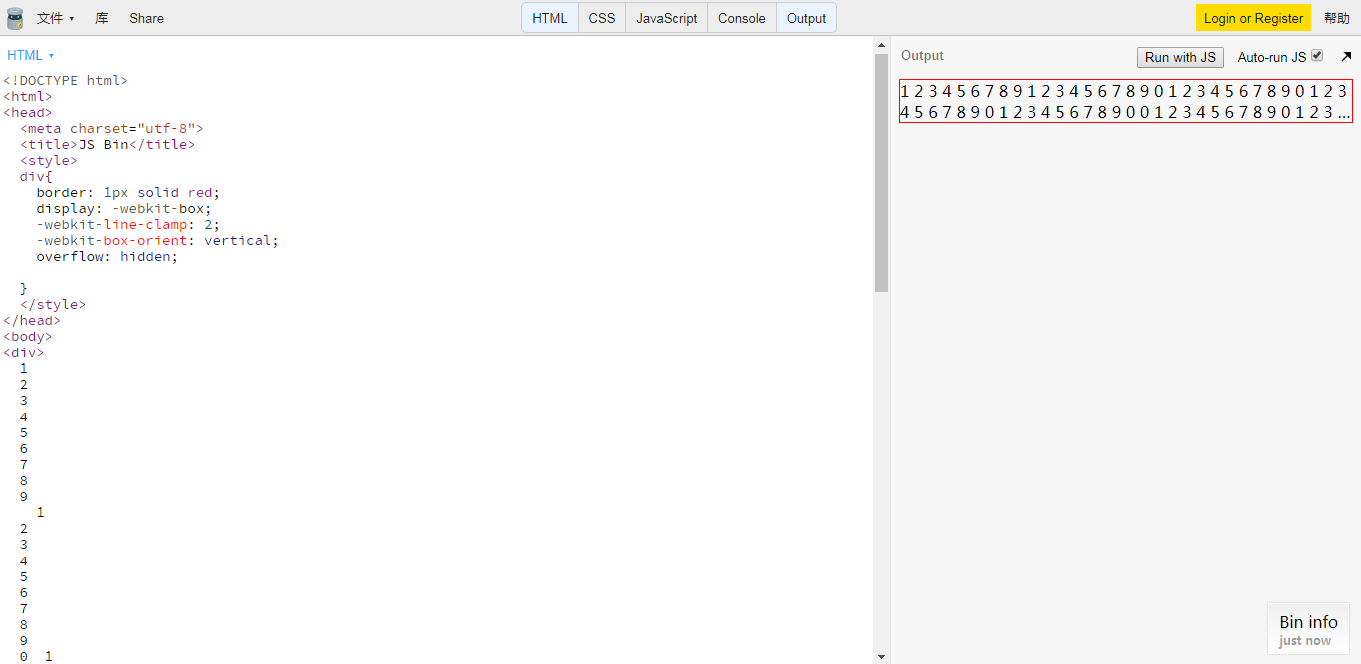 文件 ▾ 库 Share HTML CSS JavaScript Console Output Login or Register 帮助
HTML ▾
<!DOCTYPE html>
<html>
<head>
  <meta charset="utf-8">
  <title>JS Bin</title>
  <style>
  div{
    border: 1px solid red;
    display: -webkit-box;
    -webkit-line-clamp: 2;
    -webkit-box-orient: vertical;
    overflow: hidden;
  }
  </style>
</head>
<body>
<div>
  1
  2
  3
  4
  5
  6
  7
  8
  9
    1
  2
  3
  4
  5
  6
  7
  8
  9
  0  1
Output Run with JS Auto-run JS
1 2 3 4 5 6 7 8 9 1 2 3 4 5 6 7 8 9 0 1 2 3 4 5 6 7 8 9 0 1 2 3
4 5 6 7 8 9 0 1 2 3 4 5 6 7 8 9 0 0 1 2 3 4 5 6 7 8 9 0 1 2 3 ...
Bin info
just now